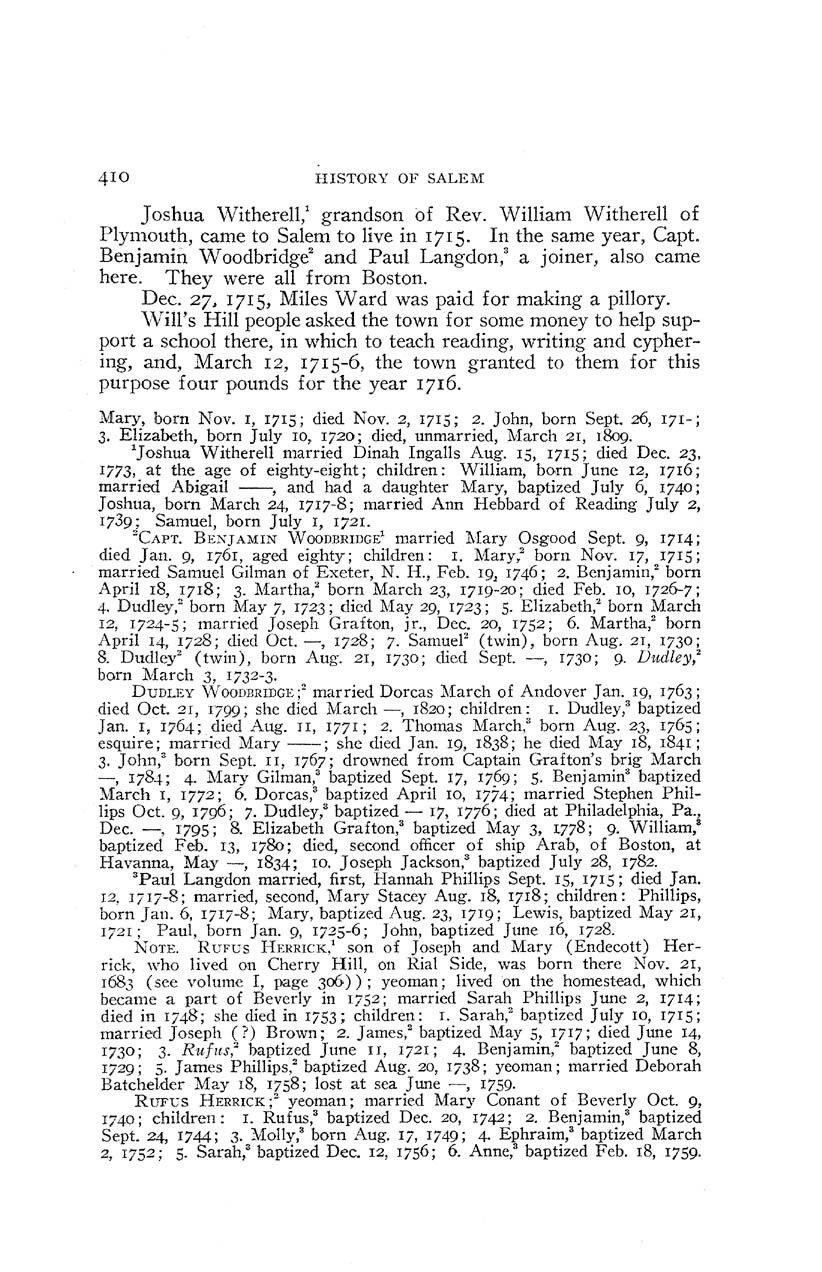 410 HISTORY OF SALEM
Joshua Witherell,¹ grandson of Rev. William Witherell of
Plymouth, came to Salem to live in 1715. In the same year, Capt.
Benjamin Woodbridge² and Paul Langdon,³ a joiner, also came
here. They were all from Boston.
Dec. 27, 1715, Miles Ward was paid for making a pillory.
Will's Hill people asked the town for some money to help sup-
port a school there, in which to teach reading, writing and cypher-
ing, and, March 12, 1715-6, the town granted to them for this
purpose four pounds for the year 1716.
Mary, born Nov. 1, 1715; died Nov. 2, 1715; 2. John, born Sept. 26, 171-;
3. Elizabeth, born July 10, 1720; died, unmarried, March 21, 1809.
¹Joshua Witherell married Dinah Ingalls Aug. 15, 1715; died Dec. 23,
1773, at the age of eighty-eight; children: William, born June 12, 1716;
married Abigail ——, and had a daughter Mary, baptized July 6, 1740;
Joshua, born March 24, 1717-8; married Ann Hebbard of Reading July 2,
1739; Samuel, born July 1, 1721.
²CAPT. BENJAMIN WOODBRIDGE¹ married Mary Osgood Sept. 9, 1714;
died Jan. 9, 1761, aged eighty; children: 1. Mary,² born Nov. 17, 1715;
married Samuel Gilman of Exeter, N. H., Feb. 19, 1746; 2. Benjamin,² born
April 18, 1718; 3. Martha,² born March 23, 1719-20; died Feb. 10, 1726-7;
4. Dudley,² born May 7, 1723; died May 29, 1723; 5. Elizabeth,² born March
12, 1724-5; married Joseph Grafton, jr., Dec. 20, 1752; 6. Martha,² born
April 14, 1728; died Oct. —, 1728; 7. Samuel² (twin), born Aug. 21, 1730;
8. Dudley² (twin), born Aug. 21, 1730; died Sept. —, 1730; 9. Dudley,²
born March 3, 1732-3.
DUDLEY WOODBRIDGE;² married Dorcas March of Andover Jan. 19, 1763;
died Oct. 21, 1799; she died March —, 1820; children: 1. Dudley,³ baptized
Jan. 1, 1764; died Aug. 11, 1771; 2. Thomas March,³ born Aug. 23, 1765;
esquire; married Mary ——; she died Jan. 19, 1838; he died May 18, 1841;
3. John,³ born Sept. 11, 1767; drowned from Captain Grafton's brig March
—, 1784; 4. Mary Gilman,³ baptized Sept. 17, 1769; 5. Benjamin³ baptized
March 1, 1772; 6. Dorcas,³ baptized April 10, 1774; married Stephen Phil-
lips Oct. 9, 1796; 7. Dudley,³ baptized — 17, 1776; died at Philadelphia, Pa.,
Dec. —, 1795; 8. Elizabeth Grafton,³ baptized May 3, 1778; 9. William,³
baptized Feb. 13, 1780; died, second officer of ship Arab, of Boston, at
Havanna, May —, 1834; 10. Joseph Jackson,³ baptized July 28, 1782.
³Paul Langdon married, first, Hannah Phillips Sept. 15, 1715; died Jan.
12, 1717-8; married, second, Mary Stacey Aug. 18, 1718; children: Phillips,
born Jan. 6, 1717-8; Mary, baptized Aug. 23, 1719; Lewis, baptized May 21,
1721; Paul, born Jan. 9, 1725-6; John, baptized June 16, 1728.
NOTE. RUFUS HERRICK,¹ son of Joseph and Mary (Endecott) Her-
rick, who lived on Cherry Hill, on Rial Side, was born there Nov. 21,
1683 (see volume I, page 306)); yeoman; lived on the homestead, which
became a part of Beverly in 1752; married Sarah Phillips June 2, 1714;
died in 1748; she died in 1753; children: 1. Sarah,² baptized July 10, 1715;
married Joseph (?) Brown; 2. James,² baptized May 5, 1717; died June 14,
1730; 3. Rufus,² baptized June 11, 1721; 4. Benjamin,² baptized June 8,
1729; 5. James Phillips,² baptized Aug. 20, 1738; yeoman; married Deborah
Batchelder May 18, 1758; lost at sea June —, 1759.
RUFUS HERRICK;² yeoman; married Mary Conant of Beverly Oct. 9,
1740; children: 1. Rufus,³ baptized Dec. 20, 1742; 2. Benjamin,³ baptized
Sept. 24, 1744; 3. Molly,³ born Aug. 17, 1749; 4. Ephraim,³ baptized March
2, 1752; 5. Sarah,³ baptized Dec. 12, 1756; 6. Anne,³ baptized Feb. 18, 1759.